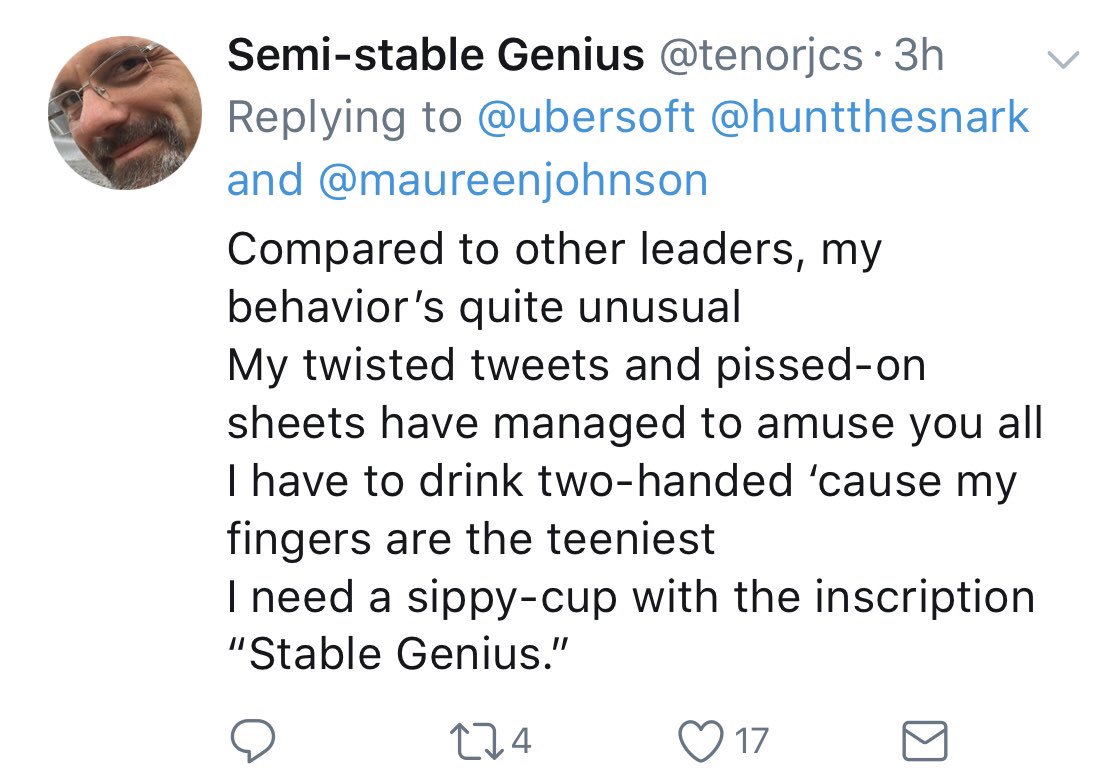 Semi-stable Genius @tenorjcs · 3h
Replying to @ubersoft @huntthesnark
and @maureenjohnson
Compared to other leaders, my
behavior’s quite unusual
My twisted tweets and pissed-on
sheets have managed to amuse you all
I have to drink two-handed ‘cause my
fingers are the teeniest
I need a sippy-cup with the inscription
“Stable Genius.”
4 17